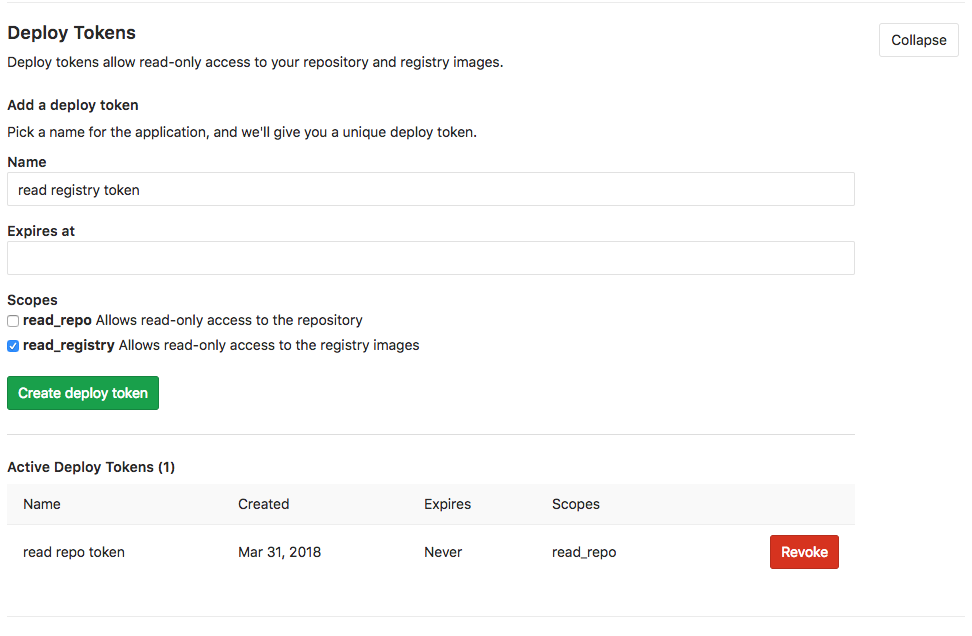 Deploy Tokens
Collapse
Deploy tokens allow read-only access to your repository and registry images.
Add a deploy token
Pick a name for the application, and we'll give you a unique deploy token.
Name
read registry token
Expires at
Scopes
read_repo Allows read-only access to the repository
read_registry Allows read-only access to the registry images
Create deploy token
Active Deploy Tokens (1)
Name Created Expires Scopes
read repo token Mar 31, 2018 Never read_repo Revoke